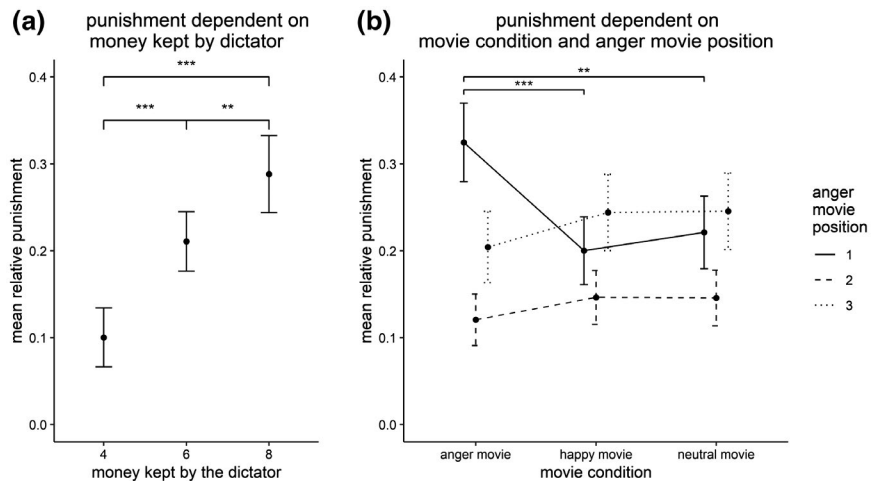 (a)
punishment dependent on
money kept by dictator
***
***
**
mean relative punishment
0.4
0.3
0.2
0.1
0.0
4
6
8
money kept by the dictator
(b)
punishment dependent on
movie condition and anger movie position
**
***
mean relative punishment
0.4
0.3
0.2
0.1
0.0
anger movie
happy movie
neutral movie
movie condition
anger
movie
position
1
2
3